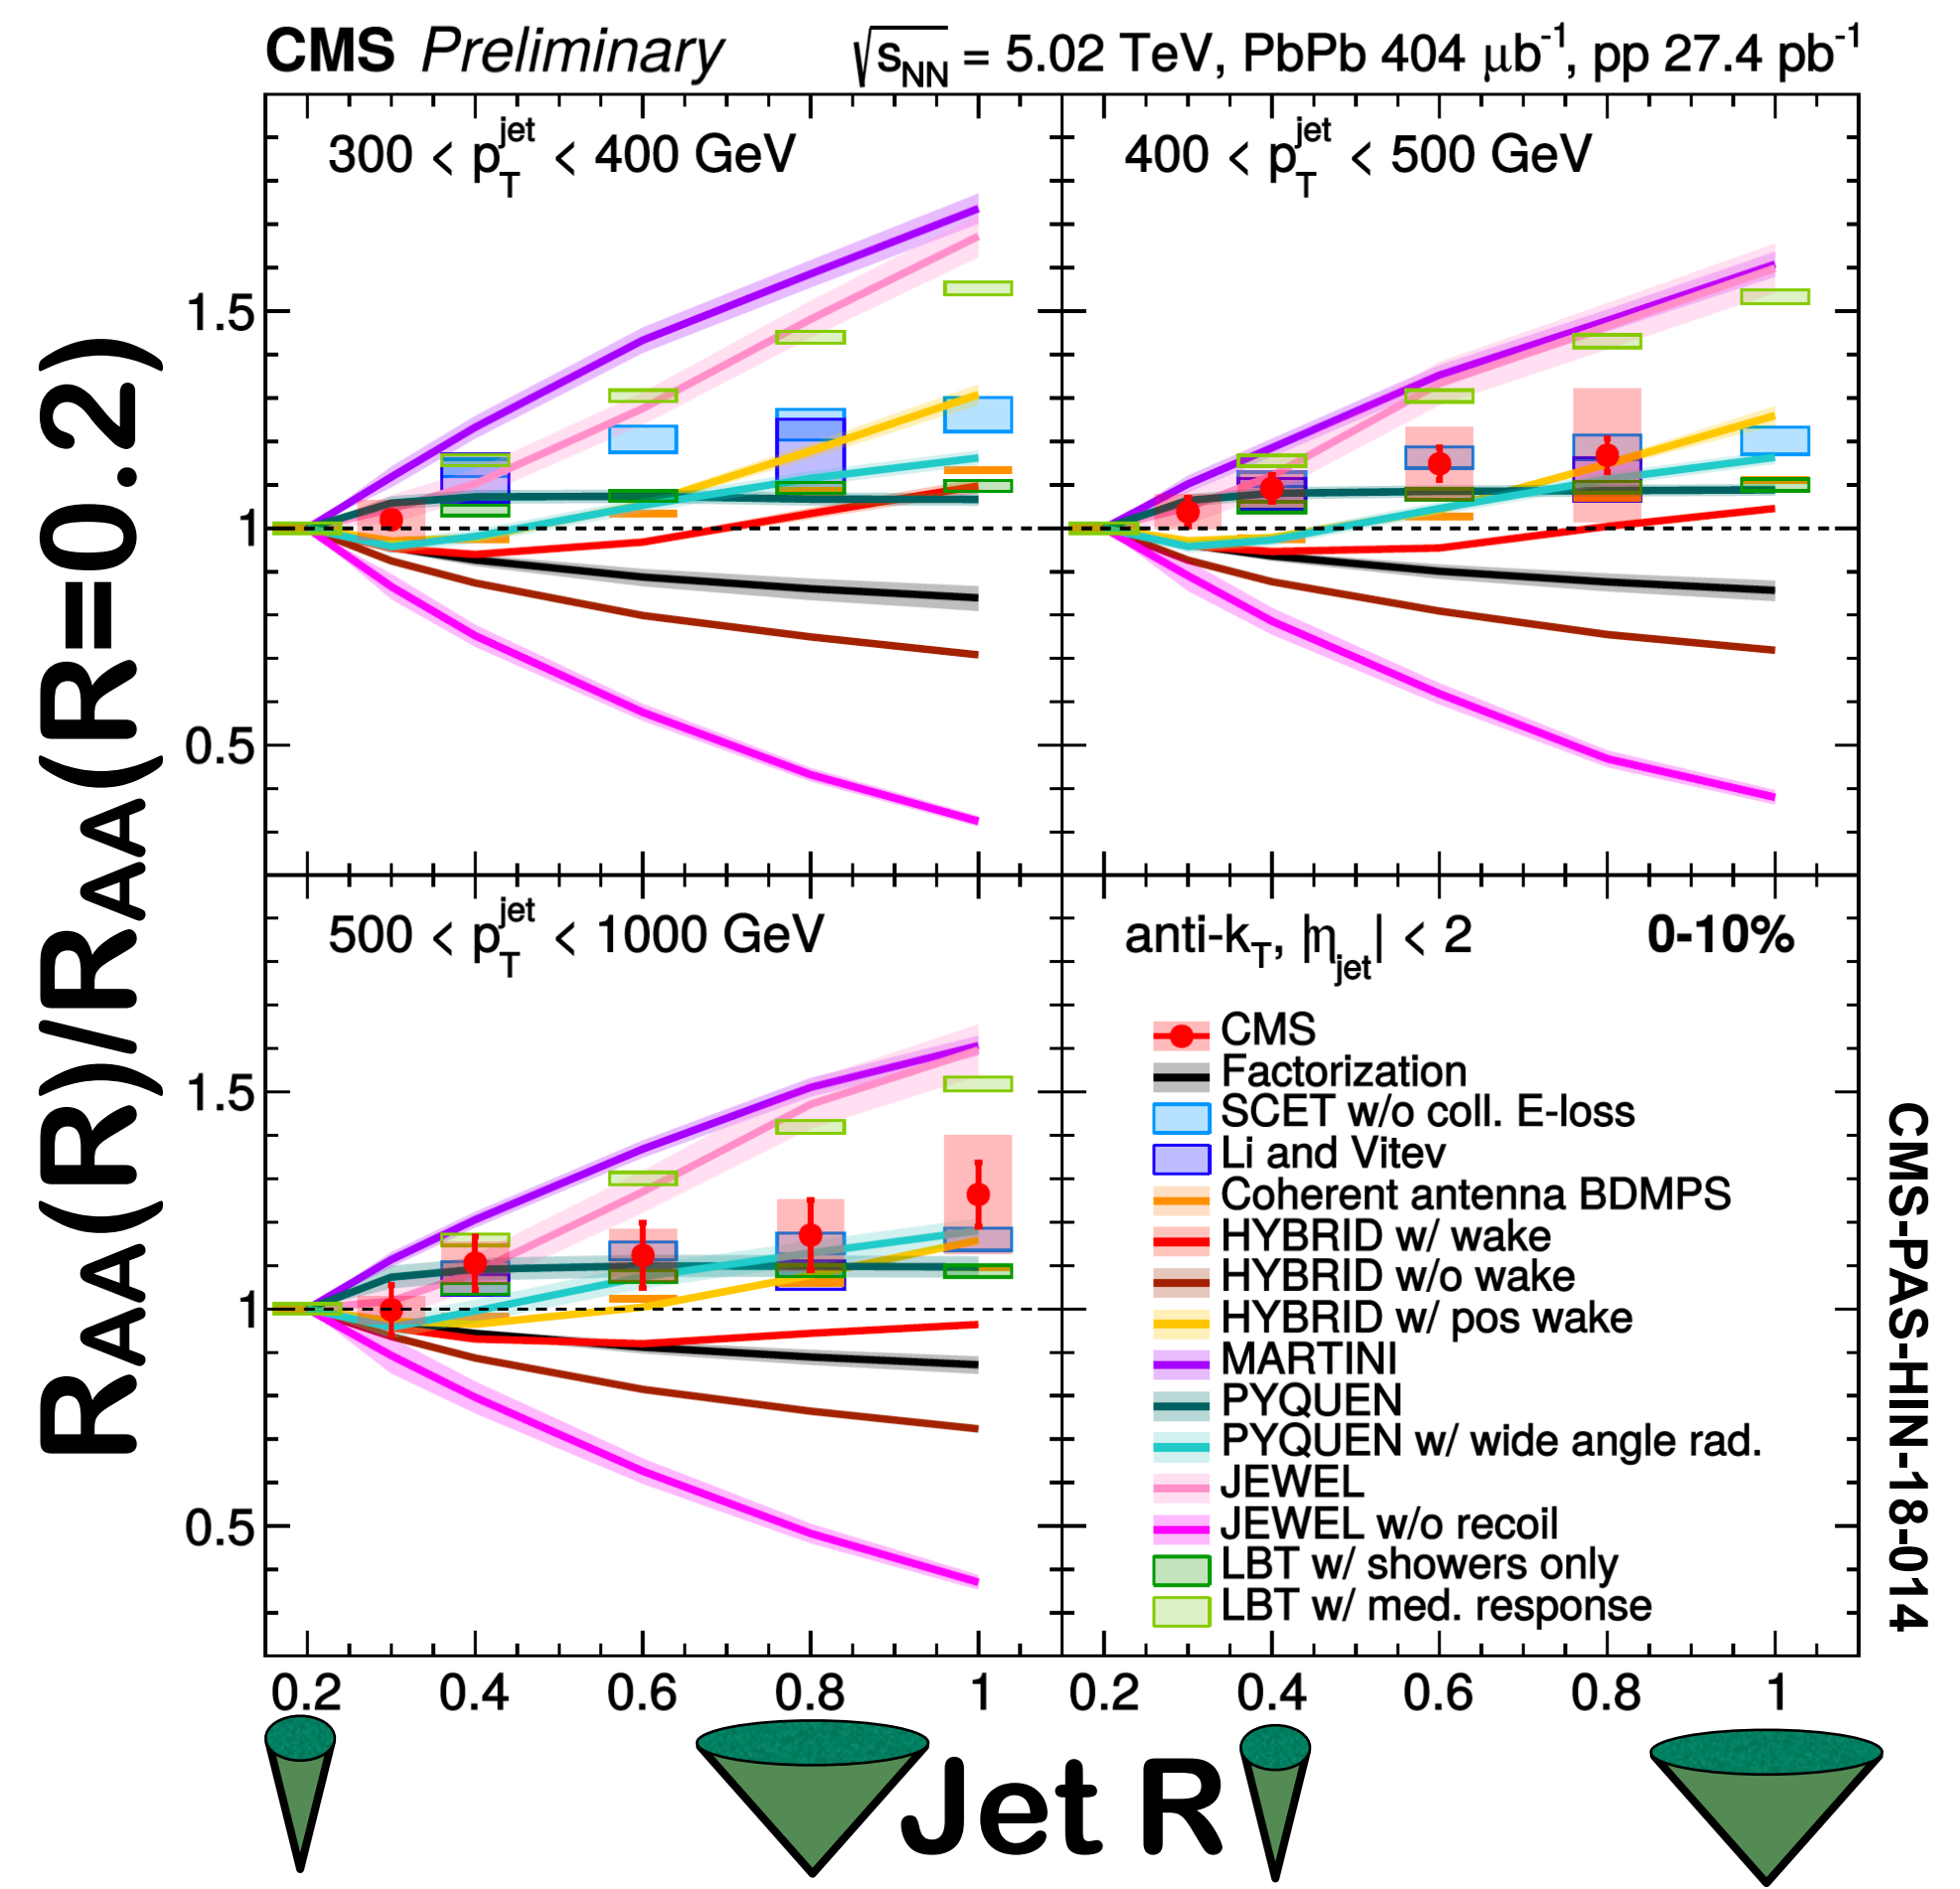 CMS Preliminary
√sNN = 5.02 TeV, PbPb 404 μb⁻¹, pp 27.4 pb⁻¹
RAA(R)/RAA(R=0.2)
300 < pTjet < 400 GeV
400 < pTjet < 500 GeV
1.5
1
0.5
500 < pTjet < 1000 GeV
anti-kT, |ηjet| < 2
0-10%
1.5
1
0.5
CMS
Factorization
SCET w/o coll. E-loss
Li and Vitev
Coherent antenna BDMPS
HYBRID w/ wake
HYBRID w/o wake
HYBRID w/ pos wake
MARTINI
PYQUEN
PYQUEN w/ wide angle rad.
JEWEL
JEWEL w/o recoil
LBT w/ showers only
LBT w/ med. response
CMS-PAS-HIN-18-014
0.2 0.4 0.6 0.8 1
0.2 0.4 0.6 0.8 1
Jet R